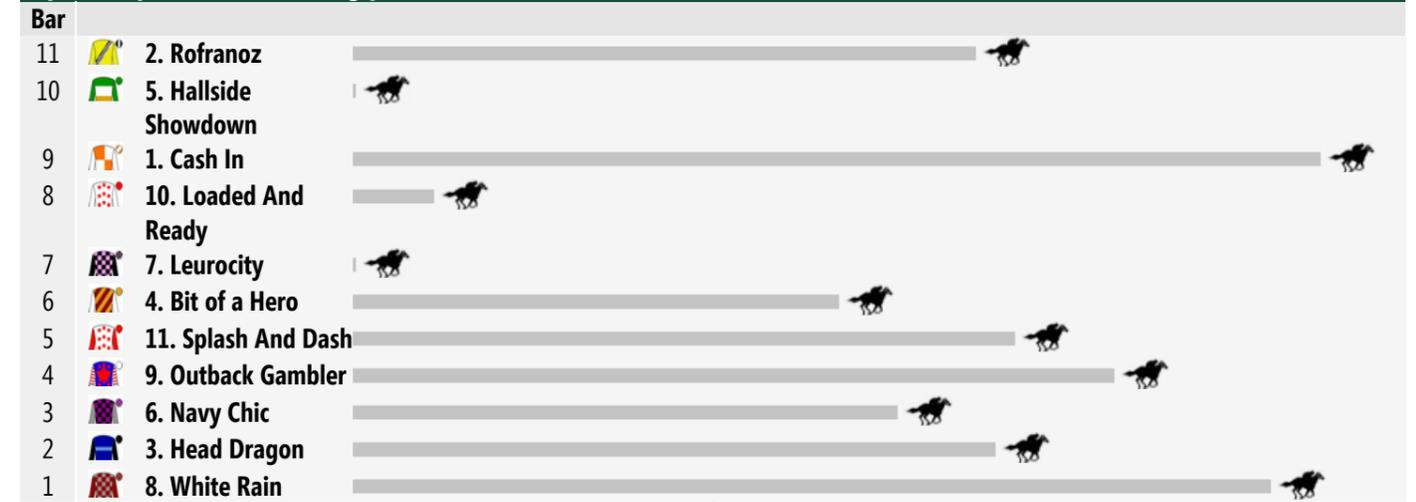 Bar
11 2. Rofranoz
10 5. Hallside
Showdown
9 1. Cash In
8 10. Loaded And
Ready
7 7. Leurocity
6 4. Bit of a Hero
5 11. Splash And Dash
4 9. Outback Gambler
3 6. Navy Chic
2 3. Head Dragon
1 8. White Rain